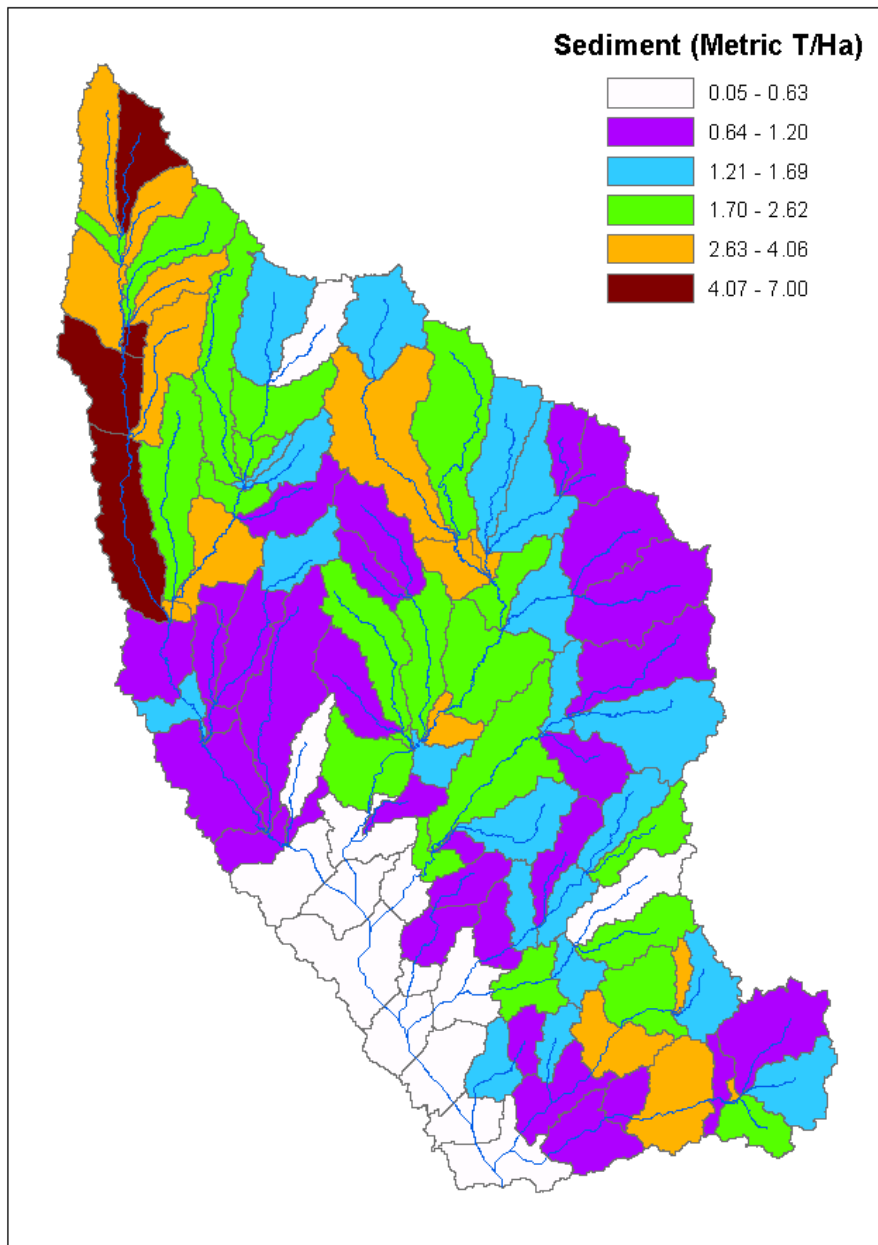 Sediment (Metric T/Ha)
0.05 - 0.63
0.64 - 1.20
1.21 - 1.69
1.70 - 2.62
2.63 - 4.06
4.07 - 7.00